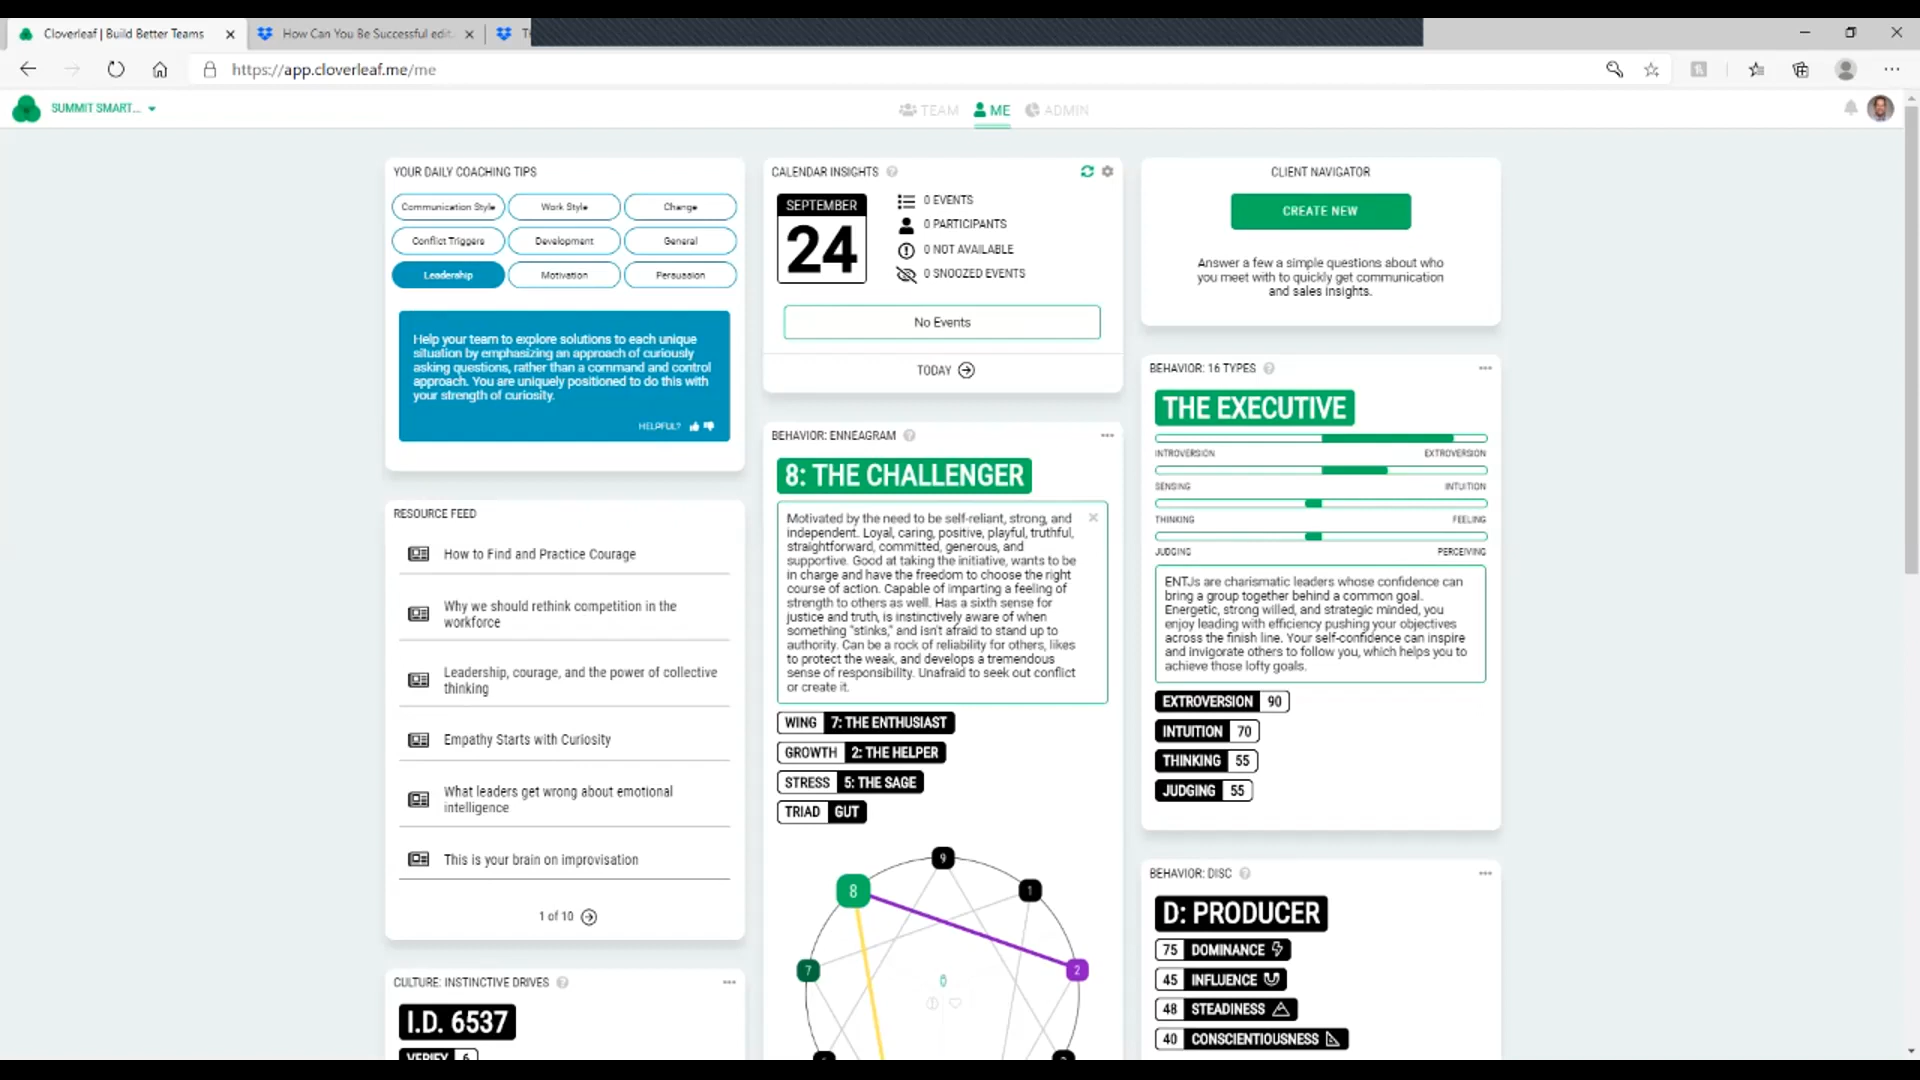 Cloverleaf | Build Better Teams
How Can You Be Successful edit
https://app.cloverleaf.me/me
SUMMIT SMART...
TEAM
ME
ADMIN
YOUR DAILY COACHING TIPS
Communication Style
Work Style
Change
Conflict Triggers
Development
General
Leadership
Motivation
Persuasion
Help your team to explore solutions to each unique
situation by emphasizing an approach of curiously
asking questions, rather than a command and control
approach. You are uniquely positioned to do this with
your strength of curiosity.
HELPFUL?
RESOURCE FEED
How to Find and Practice Courage
Why we should rethink competition in the
workforce
Leadership, courage, and the power of collective
thinking
Empathy Starts with Curiosity
What leaders get wrong about emotional
intelligence
This is your brain on improvisation
1 of 10
CULTURE: INSTINCTIVE DRIVES
I.D. 6537
VERIFY 6
CALENDAR INSIGHTS
SEPTEMBER
24
0 EVENTS
0 PARTICIPANTS
0 NOT AVAILABLE
0 SNOOZED EVENTS
No Events
TODAY
BEHAVIOR: ENNEAGRAM
8: THE CHALLENGER
Motivated by the need to be self-reliant, strong, and
independent. Loyal, caring, positive, playful, truthful,
straightforward, committed, generous, and
supportive. Good at taking the initiative, wants to be
in charge and have the freedom to choose the right
course of action. Capable of imparting a feeling of
strength to others as well. Has a sixth sense for
justice and truth, is instinctively aware of when
something "stinks," and isn't afraid to stand up to
authority. Can be a rock of reliability for others, likes
to protect the weak, and develops a tremendous
sense of responsibility. Unafraid to seek out conflict
or create it.
WING 7: THE ENTHUSIAST
GROWTH 2: THE HELPER
STRESS 5: THE SAGE
TRIAD GUT
9
8
1
7
2
CLIENT NAVIGATOR
CREATE NEW
Answer a few a simple questions about who
you meet with to quickly get communication
and sales insights.
BEHAVIOR: 16 TYPES
THE EXECUTIVE
INTROVERSION
EXTROVERSION
SENSING
INTUITION
THINKING
FEELING
JUDGING
PERCEIVING
ENTJs are charismatic leaders whose confidence can
bring a group together behind a common goal.
Energetic, strong willed, and strategic minded, you
enjoy leading with efficiency pushing your objectives
across the finish line. Your self-confidence can inspire
and invigorate others to follow you, which helps you to
achieve those lofty goals.
EXTROVERSION 90
INTUITION 70
THINKING 55
JUDGING 55
BEHAVIOR: DISC
D: PRODUCER
75 DOMINANCE
45 INFLUENCE
48 STEADINESS
40 CONSCIENTIOUSNESS